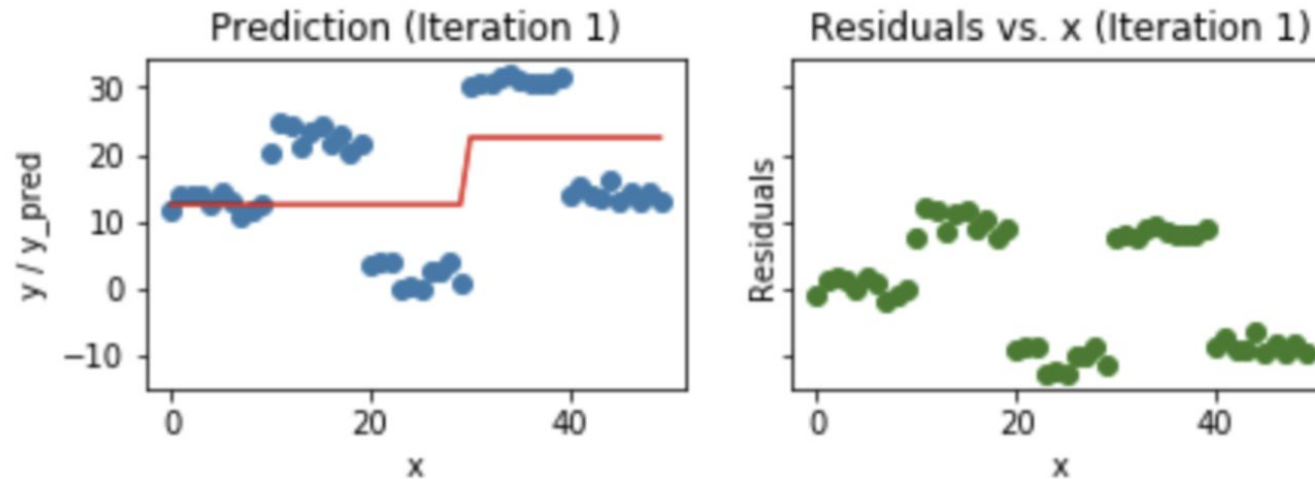 Prediction (Iteration 1)
y / y_pred
30
20
10
0
−10
0 20 40
x
Residuals vs. x (Iteration 1)
Residuals
0 20 40
x